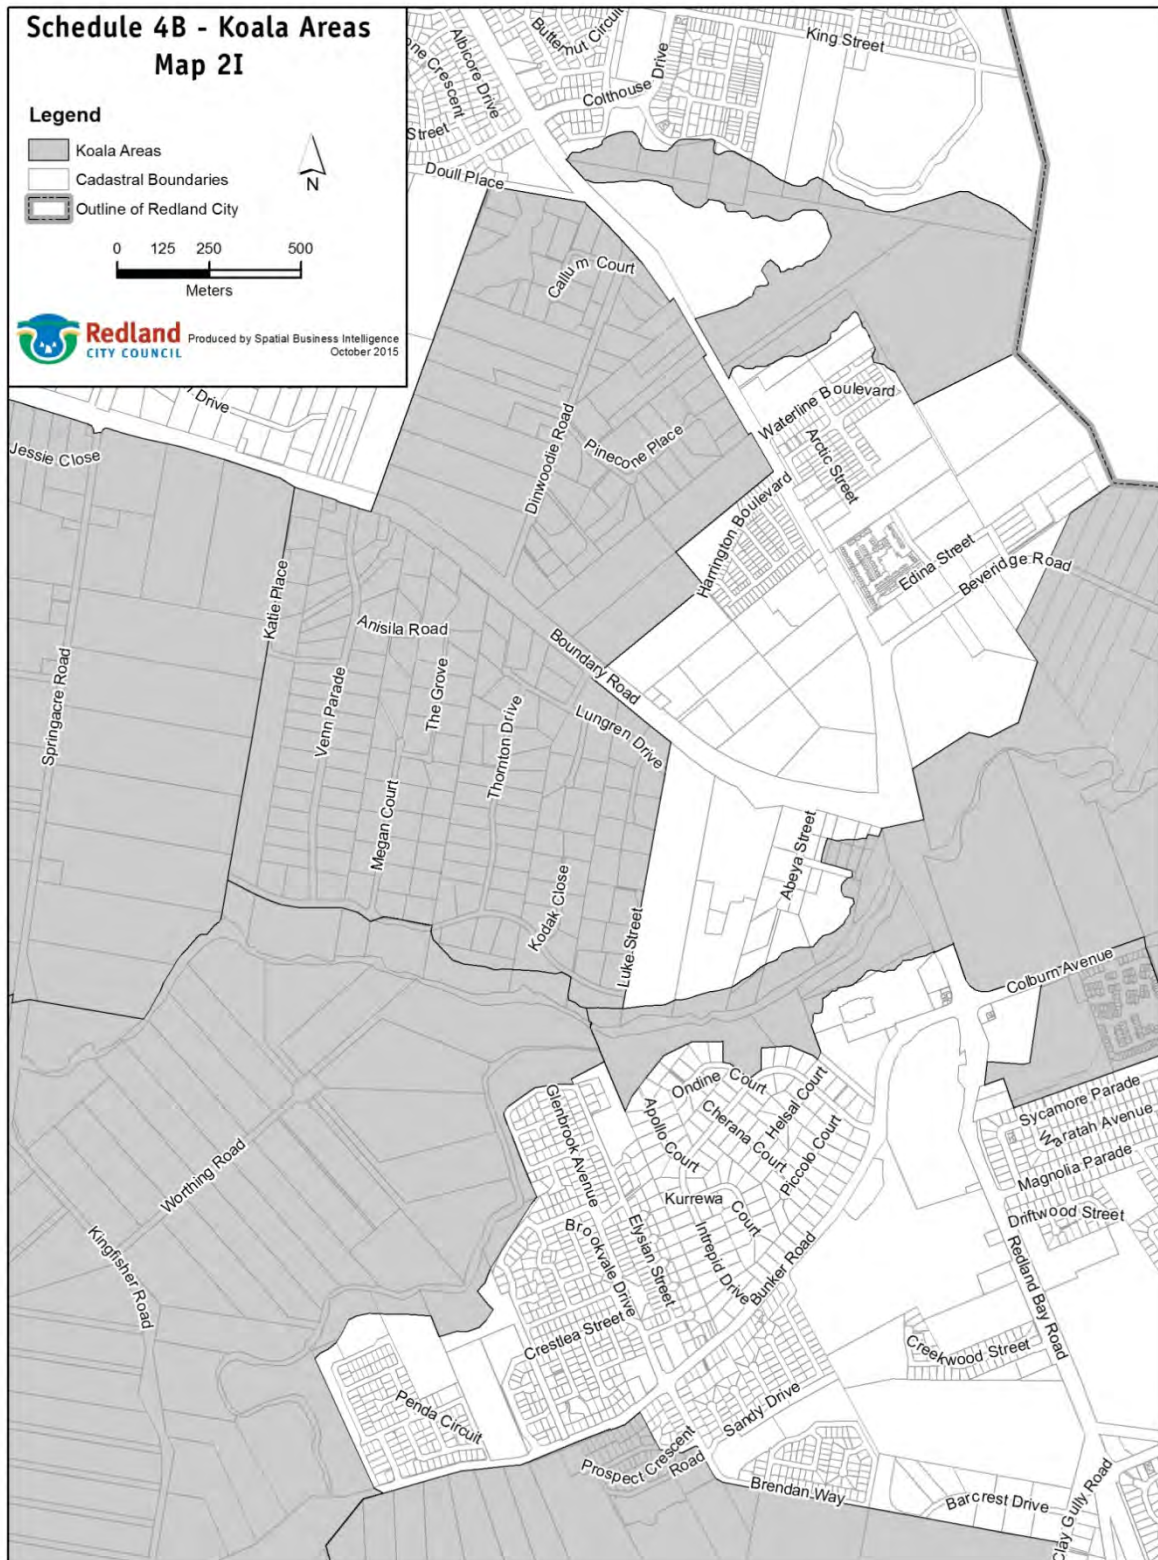 Schedule 4B - Koala Areas
Map 2I
Legend
Koala Areas
Cadastral Boundaries
Outline of Redland City
N
0 125 250 500
Meters
Redland
CITY COUNCIL
Produced by Spatial Business Intelligence
October 2015
Crescent
Albicore Drive
Butternut Circuit
King Street
Colthouse Drive
Street
Doull Place
Callum Court
Drive
Jessie Close
Dinwoodie Road
Pinecone Place
Waterline Boulevard
Arctic Street
Harrington Boulevard
Edina Street
Beveridge Road
Katie Place
Anisila Road
Boundary Road
Springacre Road
Venn Parade
The Grove
Thornton Drive
Lungren Drive
Megan Court
Abeya Street
Kodak Close
Luke Street
Colburn Avenue
Ondine Court
Glenbrook Avenue
Apollo Court
Cherana Court
Helsal Court
Piccolo Court
Sycamore Parade
Waratah Avenue
Magnolia Parade
Driftwood Street
Worthing Road
Kurrewa Court
Kingfisher Road
Brookvale Drive
Elysian Street
Intrepid Drive
Bunker Road
Redland Bay Road
Crestlea Street
Creekwood Street
Penda Circuit
Sandy Drive
Prospect Crescent
Road
Brendan Way
Barcrest Drive
Clay Gully Road